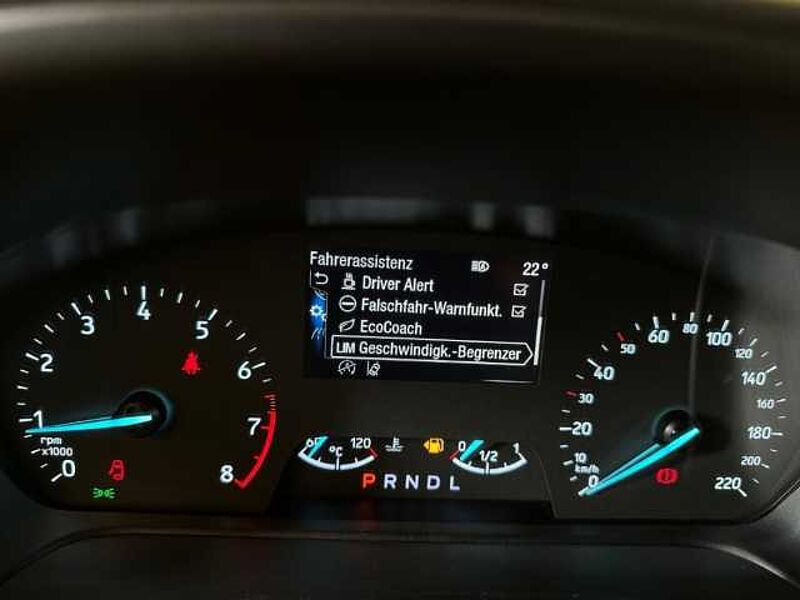 Fahrerassistenz
22°
Driver Alert
Falschfahr-Warnfunkt.
EcoCoach
LIM Geschwindigk.-Begrenzer
0
1
2
3
4
5
6
7
8
rpm
x1000
60 °C 120
0 1/2 1
P R N D L
0
10
20
30
40
50
60
80
100
120
140
160
180
200
220
km/h